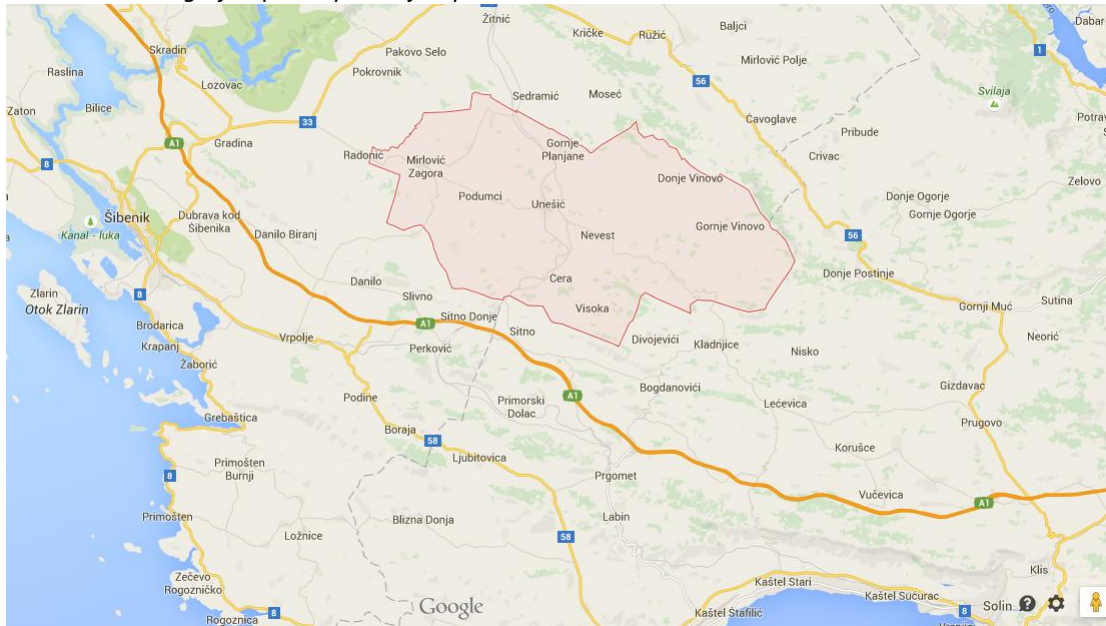 Žitnić
Kričke
Ružić
Baljci
Dabar
1
Skradin
Pakovo Selo
Mirlović Polje
Raslina
Pokrovnik
56
Lozovac
Svilaja
Sedramić
Moseć
Zaton
Bilice
Čavoglave
Potrav
33
Pribude
A1
Gradina
Gornje
Planjane
Radonić
Mirlović
Zagora
Crivac
8
Donje Vinovo
Zelovo
Podumci
Unešić
Donje Ogorje
Gornje Ogorje
Šibenik
Dubrava kod
Šibenika
Kanal - luka
Danilo Biranj
Nevest
Gornje Vinovo
56
Donje Postinje
Danilo
Cera
Zlarin
Otok Zlarin
8
Slivno
Visoka
Gornji Muć
Sutina
Sitno Donje
A1
Brodarica
Sitno
Vrpolje
Divojevići
Kladnjice
Neorić
Krapanj
Perković
Nisko
Žaborić
Bogdanovići
Gizdavac
Podine
Primorski
Dolac
A1
Lećevica
Grebaštica
Prugovo
Boraja
58
Korušce
Ljubitovica
Primošten
Burnji
8
Prgomet
Vučevica
A1
Primošten
Blizna Donja
Labin
Ložnice
58
Klis
Zečevo
Rogozničko
Kaštel Stari
Kaštel Sućurac
Google
8
Rogoznica
Kaštel Štafilić
8
Solin